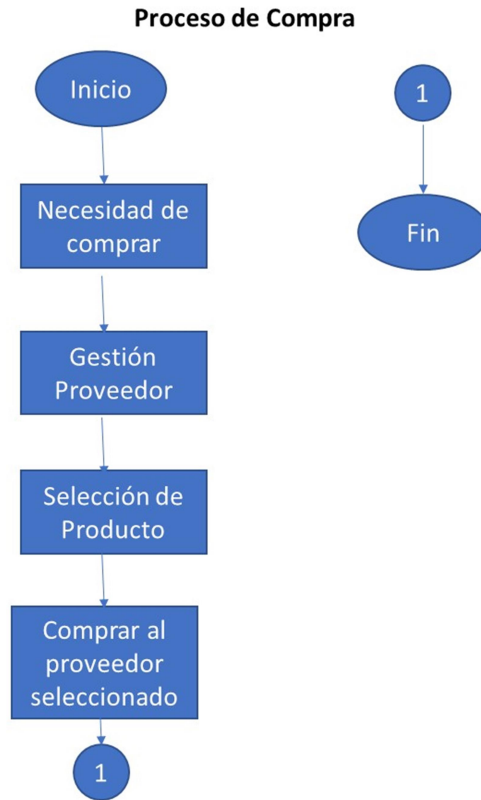 Proceso de Compra
Inicio
Necesidad de
comprar
Gestión
Proveedor
Selección de
Producto
Comprar al
proveedor
seleccionado
1
1
Fin